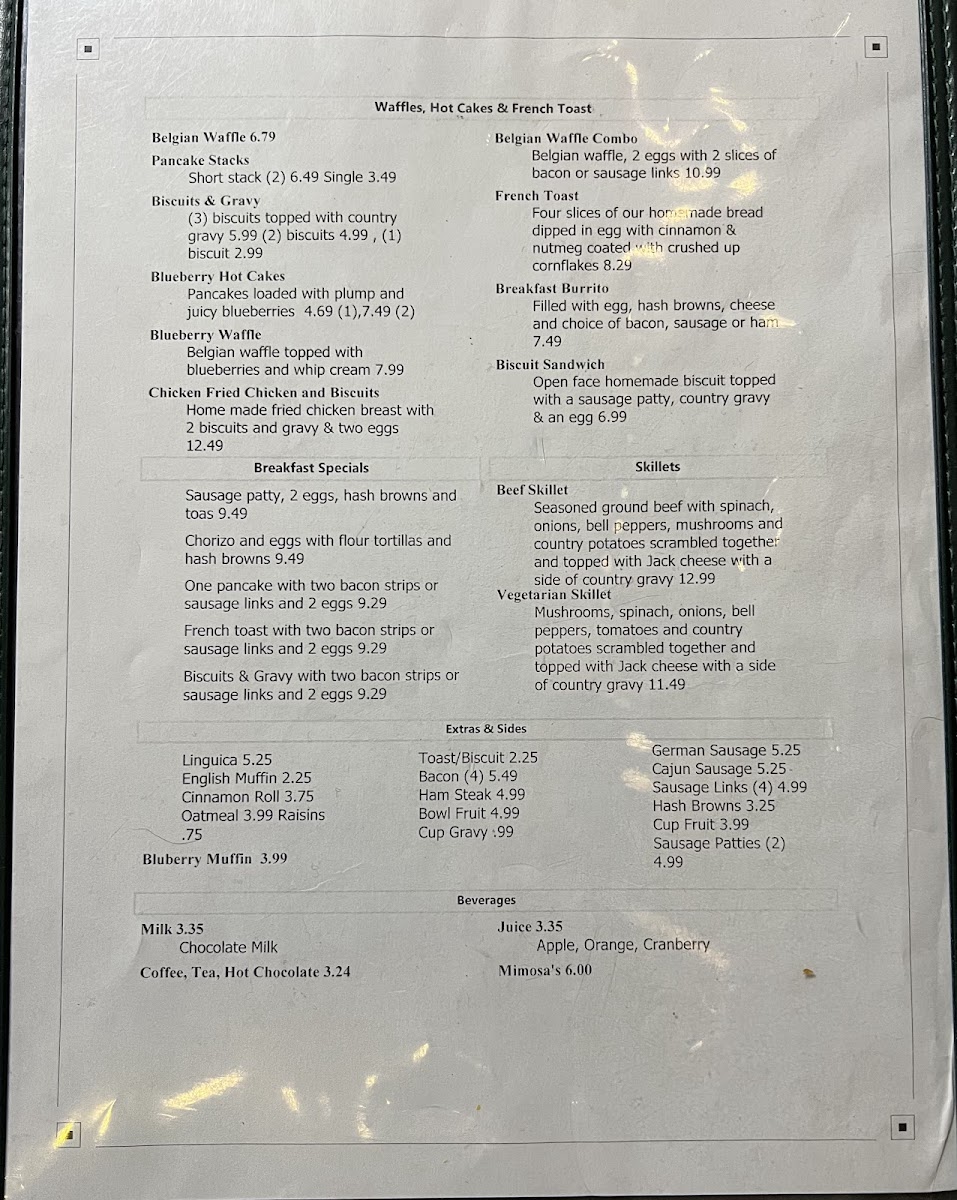 Waffles, Hot Cakes & French Toast
Belgian Waffle 6.79
Pancake Stacks
Short stack (2) 6.49 Single 3.49
Biscuits & Gravy
(3) biscuits topped with country
gravy 5.99 (2) biscuits 4.99 , (1)
biscuit 2.99
Blueberry Hot Cakes
Pancakes loaded with plump and
juicy blueberries 4.69 (1),7.49 (2)
Blueberry Waffle
Belgian waffle topped with
blueberries and whip cream 7.99
Chicken Fried Chicken and Biscuits
Home made fried chicken breast with
2 biscuits and gravy & two eggs
12.49
Belgian Waffle Combo
Belgian waffle, 2 eggs with 2 slices of
bacon or sausage links 10.99
French Toast
Four slices of our homemade bread
dipped in egg with cinnamon &
nutmeg coated with crushed up
cornflakes 8.29
Breakfast Burrito
Filled with egg, hash browns, cheese
and choice of bacon, sausage or ham
7.49
Biscuit Sandwich
Open face homemade biscuit topped
with a sausage patty, country gravy
& an egg 6.99
Breakfast Specials
Sausage patty, 2 eggs, hash browns and
toas 9.49
Chorizo and eggs with flour tortillas and
hash browns 9.49
One pancake with two bacon strips or
sausage links and 2 eggs 9.29
French toast with two bacon strips or
sausage links and 2 eggs 9.29
Biscuits & Gravy with two bacon strips or
sausage links and 2 eggs 9.29
Skillets
Beef Skillet
Seasoned ground beef with spinach,
onions, bell peppers, mushrooms and
country potatoes scrambled together
and topped with Jack cheese with a
side of country gravy 12.99
Vegetarian Skillet
Mushrooms, spinach, onions, bell
peppers, tomatoes and country
potatoes scrambled together and
topped with Jack cheese with a side
of country gravy 11.49
Extras & Sides
Linguica 5.25
English Muffin 2.25
Cinnamon Roll 3.75
Oatmeal 3.99 Raisins
.75
Bluberry Muffin 3.99
Toast/Biscuit 2.25
Bacon (4) 5.49
Ham Steak 4.99
Bowl Fruit 4.99
Cup Gravy .99
German Sausage 5.25
Cajun Sausage 5.25
Sausage Links (4) 4.99
Hash Browns 3.25
Cup Fruit 3.99
Sausage Patties (2)
4.99
Beverages
Milk 3.35
Chocolate Milk
Coffee, Tea, Hot Chocolate 3.24
Juice 3.35
Apple, Orange, Cranberry
Mimosa's 6.00